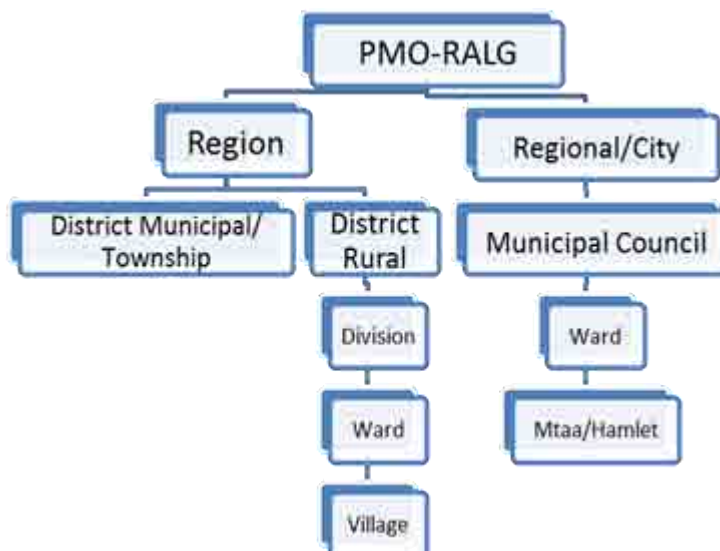 PMO-RALG
Region
Regional/City
District Municipal/
Township
District
Rural
Municipal Council
Division
Ward
Ward
Mtaa/Hamlet
Village